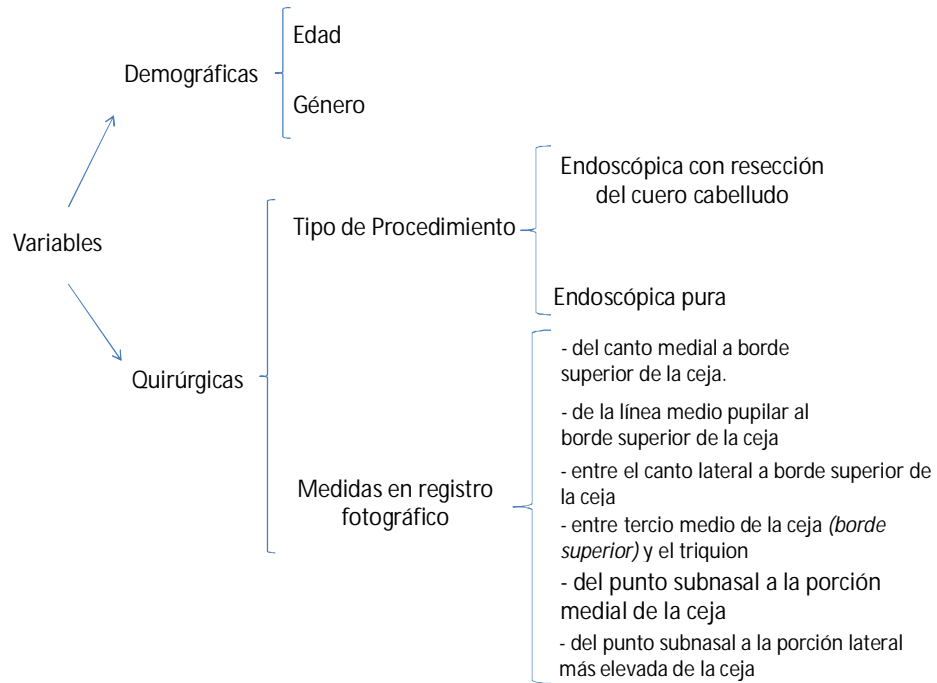 Variables
Demográficas
Edad
Género
Quirúrgicas
Tipo de Procedimiento
Endoscópica con resección
del cuero cabelludo
Endoscópica pura
Medidas en registro
fotográfico
- del canto medial a borde
superior de la ceja.
- de la línea medio pupilar al
borde superior de la ceja
- entre el canto lateral a borde superior de
la ceja
- entre tercio medio de la ceja (borde
superior) y el triquion
- del punto subnasal a la porción
medial de la ceja
- del punto subnasal a la porción lateral
más elevada de la ceja